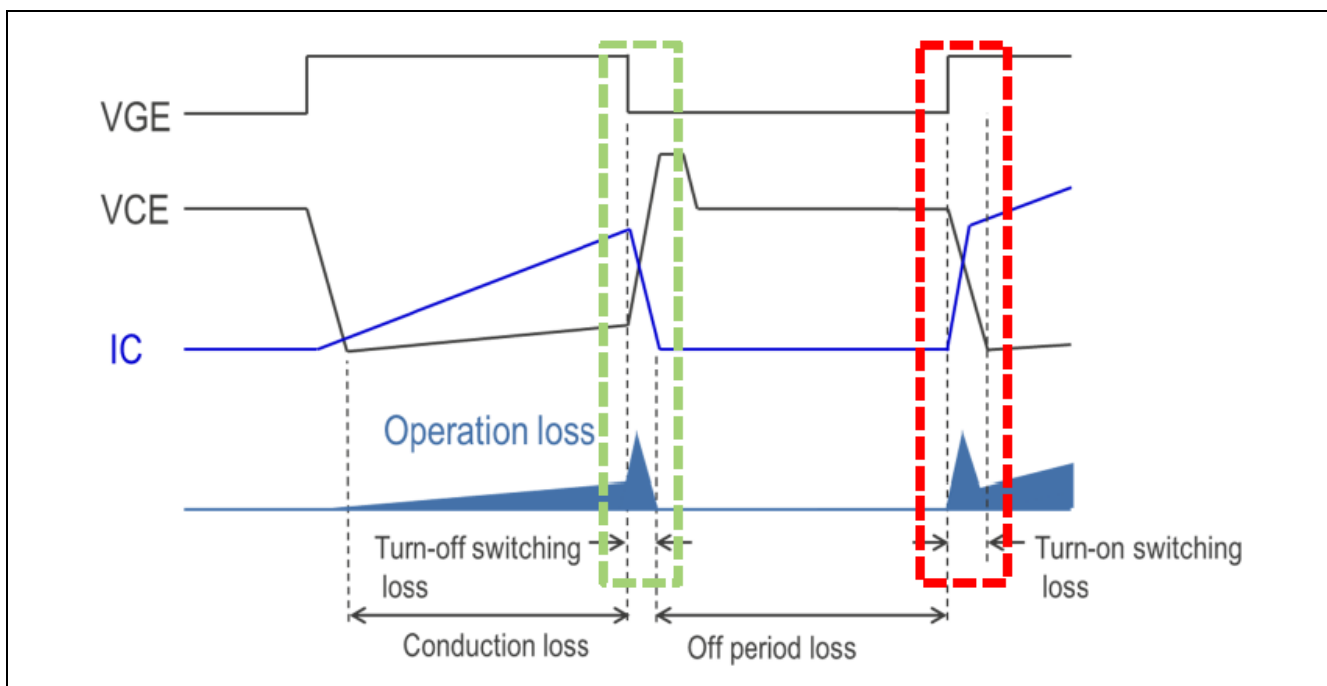 VGE
VCE
IC
Operation loss
Turn-off switching
loss
Turn-on switching
loss
Conduction loss
Off period loss